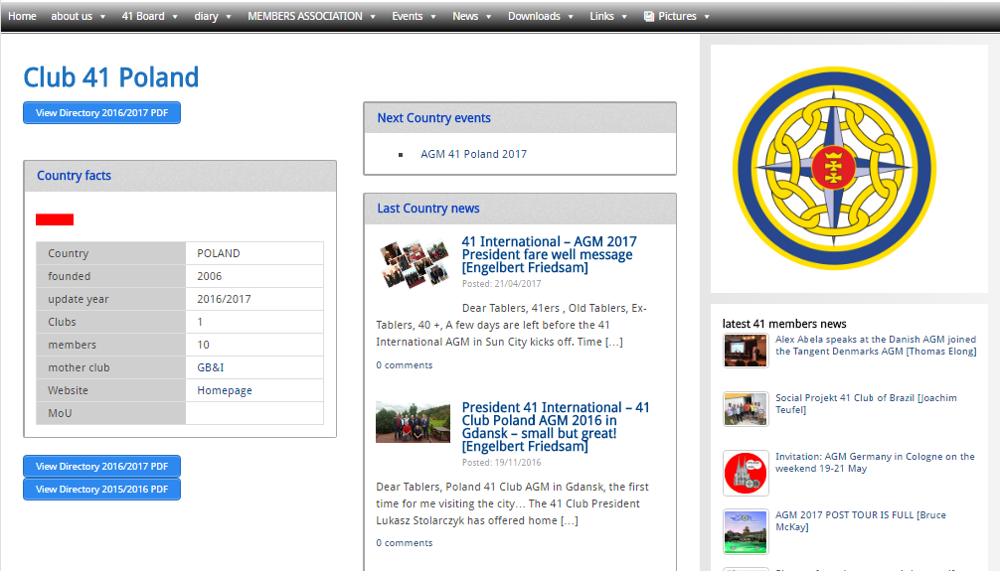 Home about us 41 Board diary MEMBERS ASSOCIATION Events News Downloads Links Pictures
Club 41 Poland
View Directory 2016/2017 PDF
Country facts
Country POLAND
founded 2006
update year 2016/2017
Clubs 1
members 10
mother club GB&I
Website Homepage
MoU
View Directory 2016/2017 PDF
View Directory 2015/2016 PDF
Next Country events
AGM 41 Poland 2017
Last Country news
41 International – AGM 2017
President fare well message
[Engelbert Friedsam]
Posted: 21/04/2017
Dear Tablers, 41ers , Old Tablers, Ex-
Tablers, 40 +, A few days are left before the 41
International AGM in Sun City kicks off. Time […]
0 comments
President 41 International – 41
Club Poland AGM 2016 in
Gdansk – small but great!
[Engelbert Friedsam]
Posted: 19/11/2016
Dear Tablers, Poland 41 Club AGM in Gdansk, the first
time for me visiting the city… The 41 Club President
Lukasz Stolarczyk has offered home […]
0 comments
latest 41 members news
Alex Abela speaks at the Danish AGM joined
the Tangent Denmarks AGM [Thomas Elong]
Social Projekt 41 Club of Brazil [Joachim
Teufel]
Invitation: AGM Germany in Cologne on the
weekend 19-21 May
AGM 2017 POST TOUR IS FULL [Bruce
McKay]